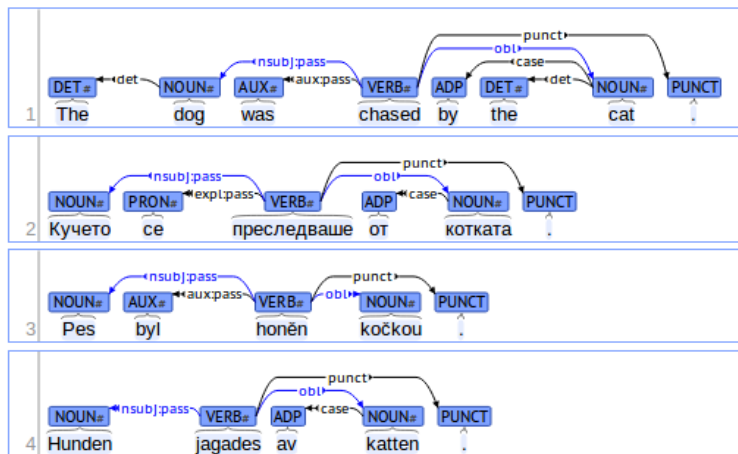 punct
obl
nsubj:pass case
det aux:pass det
DET# NOUN# AUX# VERB# ADP DET# NOUN# PUNCT
1 The dog was chased by the cat .
punct
nsubj:pass obl
expl:pass case
NOUN# PRON# VERB# ADP NOUN# PUNCT
2 Кучето се преследваше от котката .
nsubj:pass punct
aux:pass obl
NOUN# AUX# VERB# NOUN# PUNCT
3 Pes byl honěn kočkou .
punct
obl
nsubj:pass case
NOUN# VERB# ADP NOUN# PUNCT
4 Hunden jagades av katten .